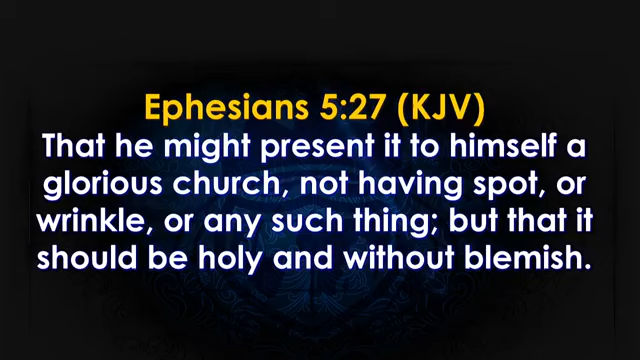 Ephesians 5:27 (KJV)
That he might present it to himself a
glorious church, not having spot, or
wrinkle, or any such thing; but that it
should be holy and without blemish.